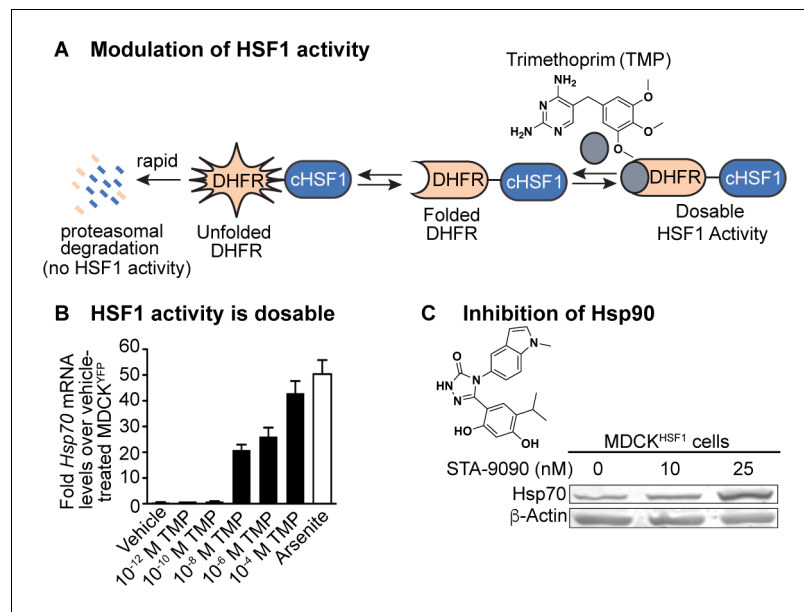 A Modulation of HSF1 activity
Trimethoprim (TMP)
NH₂
N
H₂N
N
O
O
O
rapid
DHFR
cHSF1
DHFR
cHSF1
DHFR
cHSF1
proteasomal
degradation
(no HSF1 activity)
Unfolded
DHFR
Folded
DHFR
Dosable
HSF1 Activity
B HSF1 activity is dosable
Fold Hsp70 mRNA
levels over vehicle-
treated MDCK^YFP
60
50
40
30
20
10
0
Vehicle
10⁻¹² M TMP
10⁻¹⁰ M TMP
10⁻⁸ M TMP
10⁻⁶ M TMP
10⁻⁴ M TMP
Arsenite
C Inhibition of Hsp90
N
O
HN
N
N
HO
OH
MDCK^HSF1 cells
STA-9090 (nM) 0 10 25
Hsp70
β-Actin